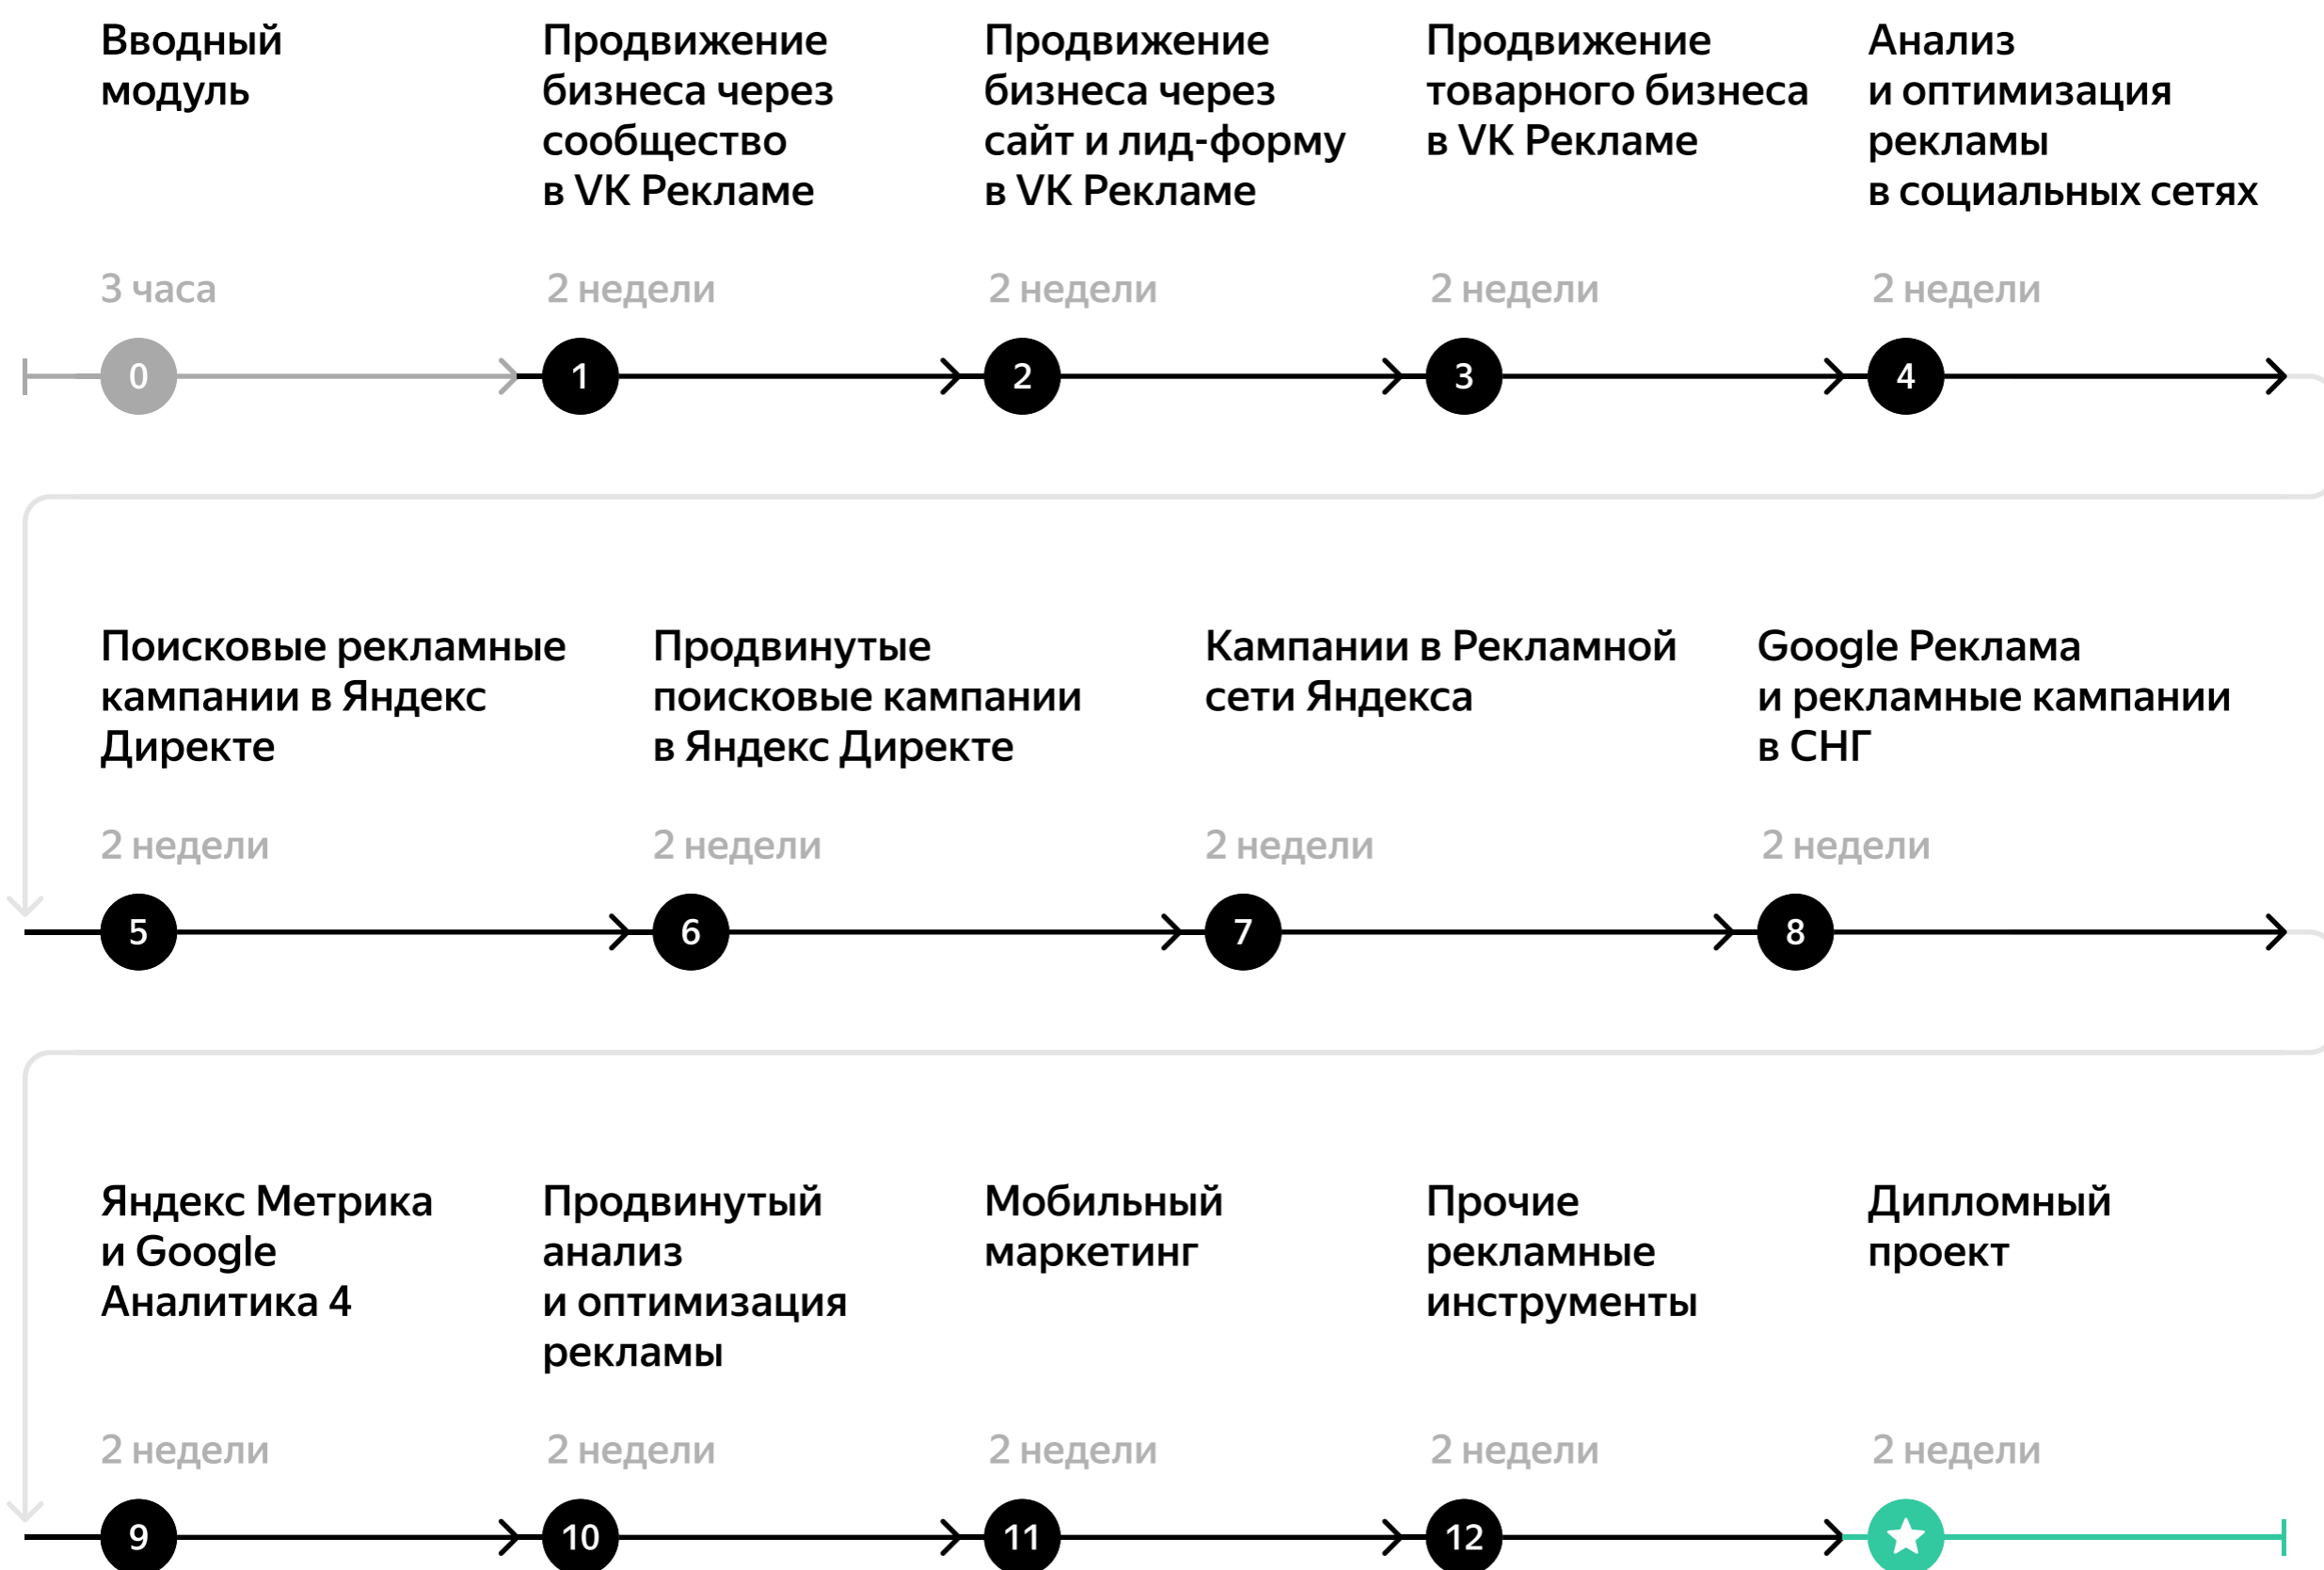 Вводный
модуль
3 часа
0
Продвижение
бизнеса через
сообщество
в VK Рекламе
2 недели
1
Продвижение
бизнеса через
сайт и лид-форму
в VK Рекламе
2 недели
2
Продвижение
товарного бизнеса
в VK Рекламе
2 недели
3
Анализ
и оптимизация
рекламы
в социальных сетях
2 недели
4
Поисковые рекламные
кампании в Яндекс
Директе
2 недели
5
Продвинутые
поисковые кампании
в Яндекс Директе
2 недели
6
Кампании в Рекламной
сети Яндекса
2 недели
7
Google Реклама
и рекламные кампании
в СНГ
2 недели
8
Яндекс Метрика
и Google
Аналитика 4
2 недели
9
Продвинутый
анализ
и оптимизация
рекламы
2 недели
10
Мобильный
маркетинг
2 недели
11
Прочие
рекламные
инструменты
2 недели
12
Дипломный
проект
2 недели